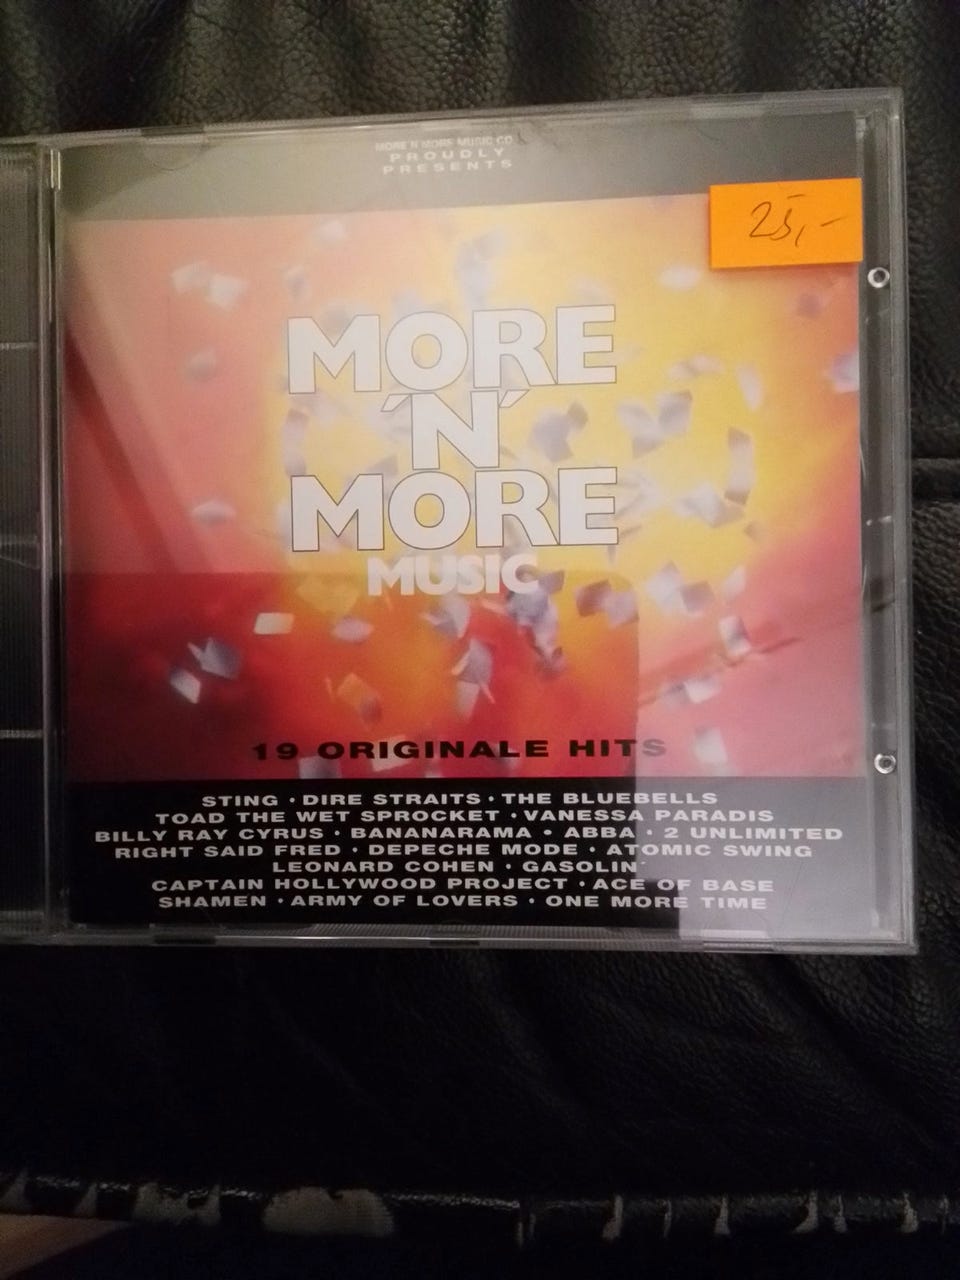 MORE 'N MORE MUSIC CD
PROUDLY
PRESENTS
25,-
MORE
'N'
MORE
MUSIC
19 ORIGINALE HITS
STING · DIRE STRAITS · THE BLUEBELLS
TOAD THE WET SPROCKET · VANESSA PARADIS
BILLY RAY CYRUS · BANANARAMA · ABBA · 2 UNLIMITED
RIGHT SAID FRED · DEPECHE MODE · ATOMIC SWING
LEONARD COHEN · GASOLIN'
CAPTAIN HOLLYWOOD PROJECT · ACE OF BASE
SHAMEN · ARMY OF LOVERS · ONE MORE TIME